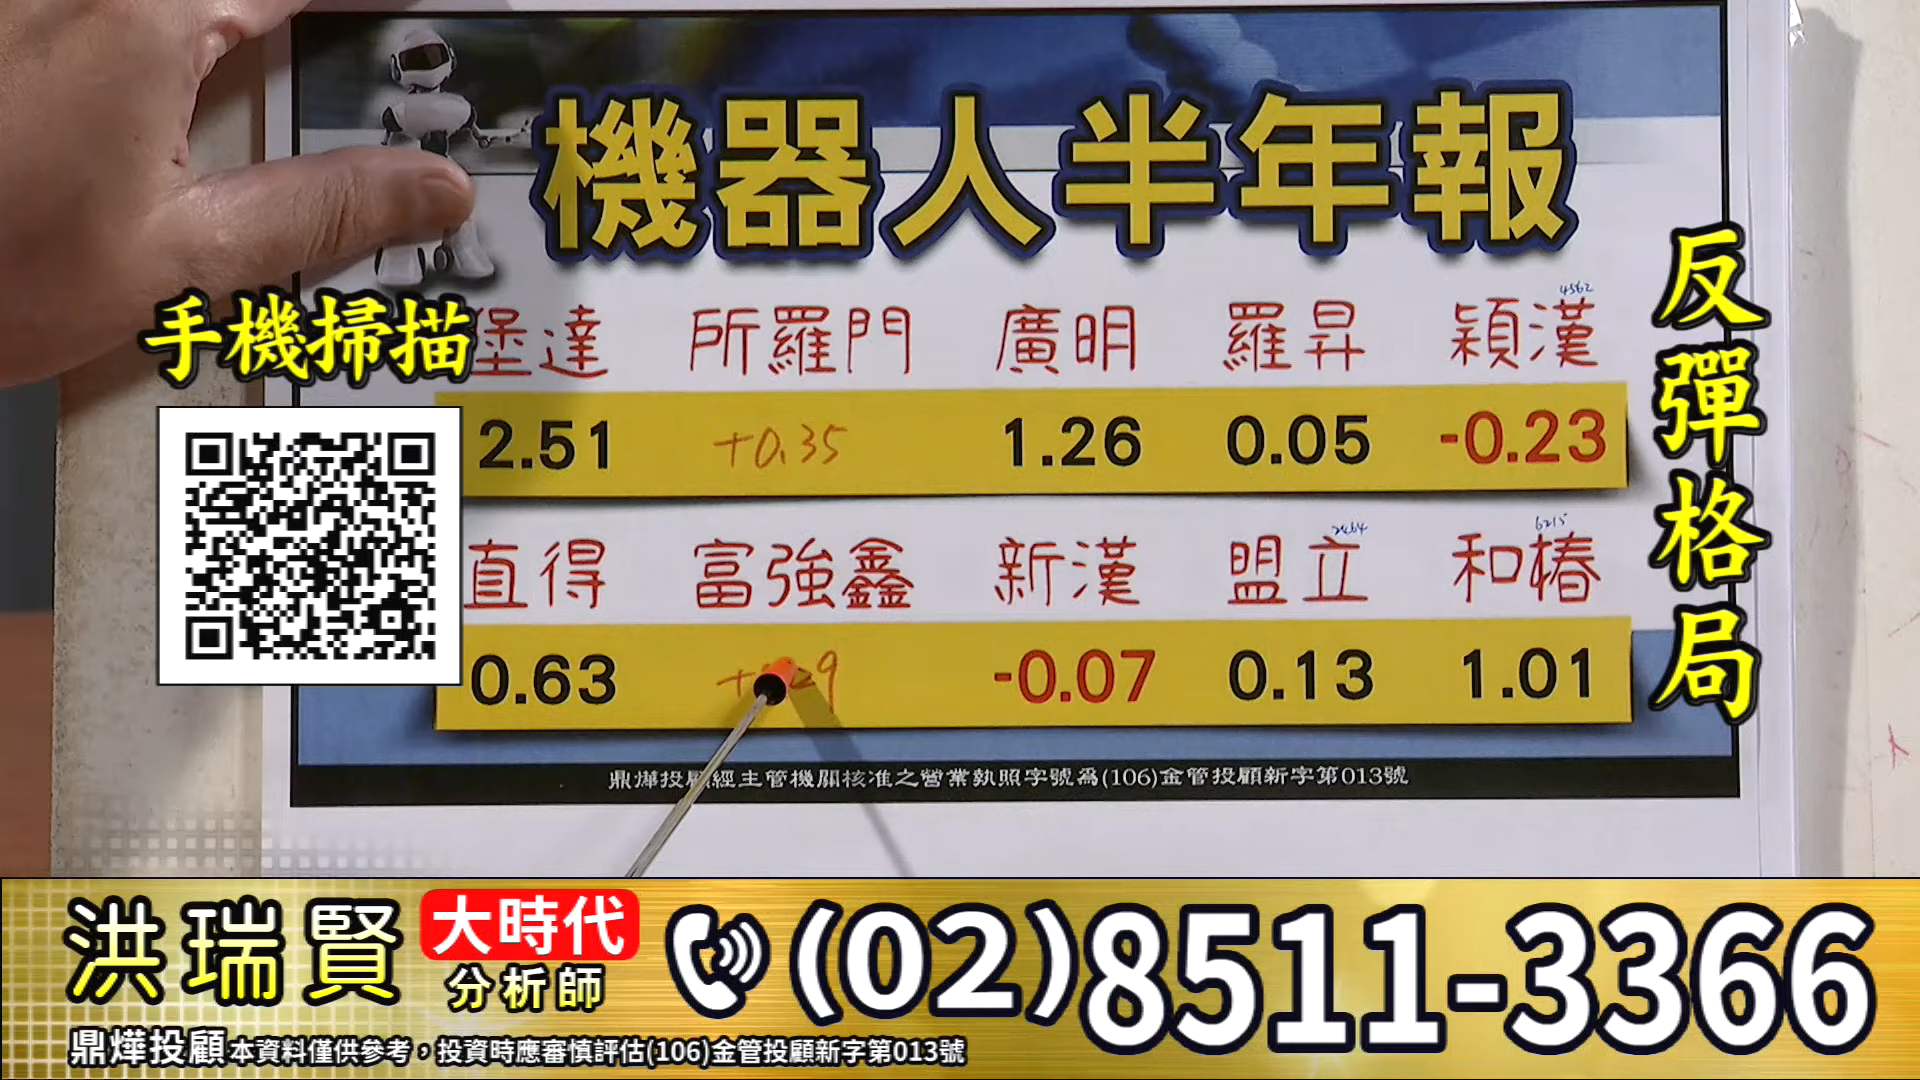 機器人半年報
反彈格局
手機掃描
堡達 所羅門 廣明 羅昇 4562 穎漢
2.51 +0.35 1.26 0.05 -0.23
直得 富強鑫 新漢 2464 盟立 6215 和椿
0.63 -0.07 0.13 1.01
鼎燁投顧經主管機關核准之營業執照字號為(106)金管投顧新字第013號
洪瑞賢 大時代 分析師 (02)8511-3366
鼎燁投顧 本資料僅供參考，投資時應審慎評估(106)金管投顧新字第013號